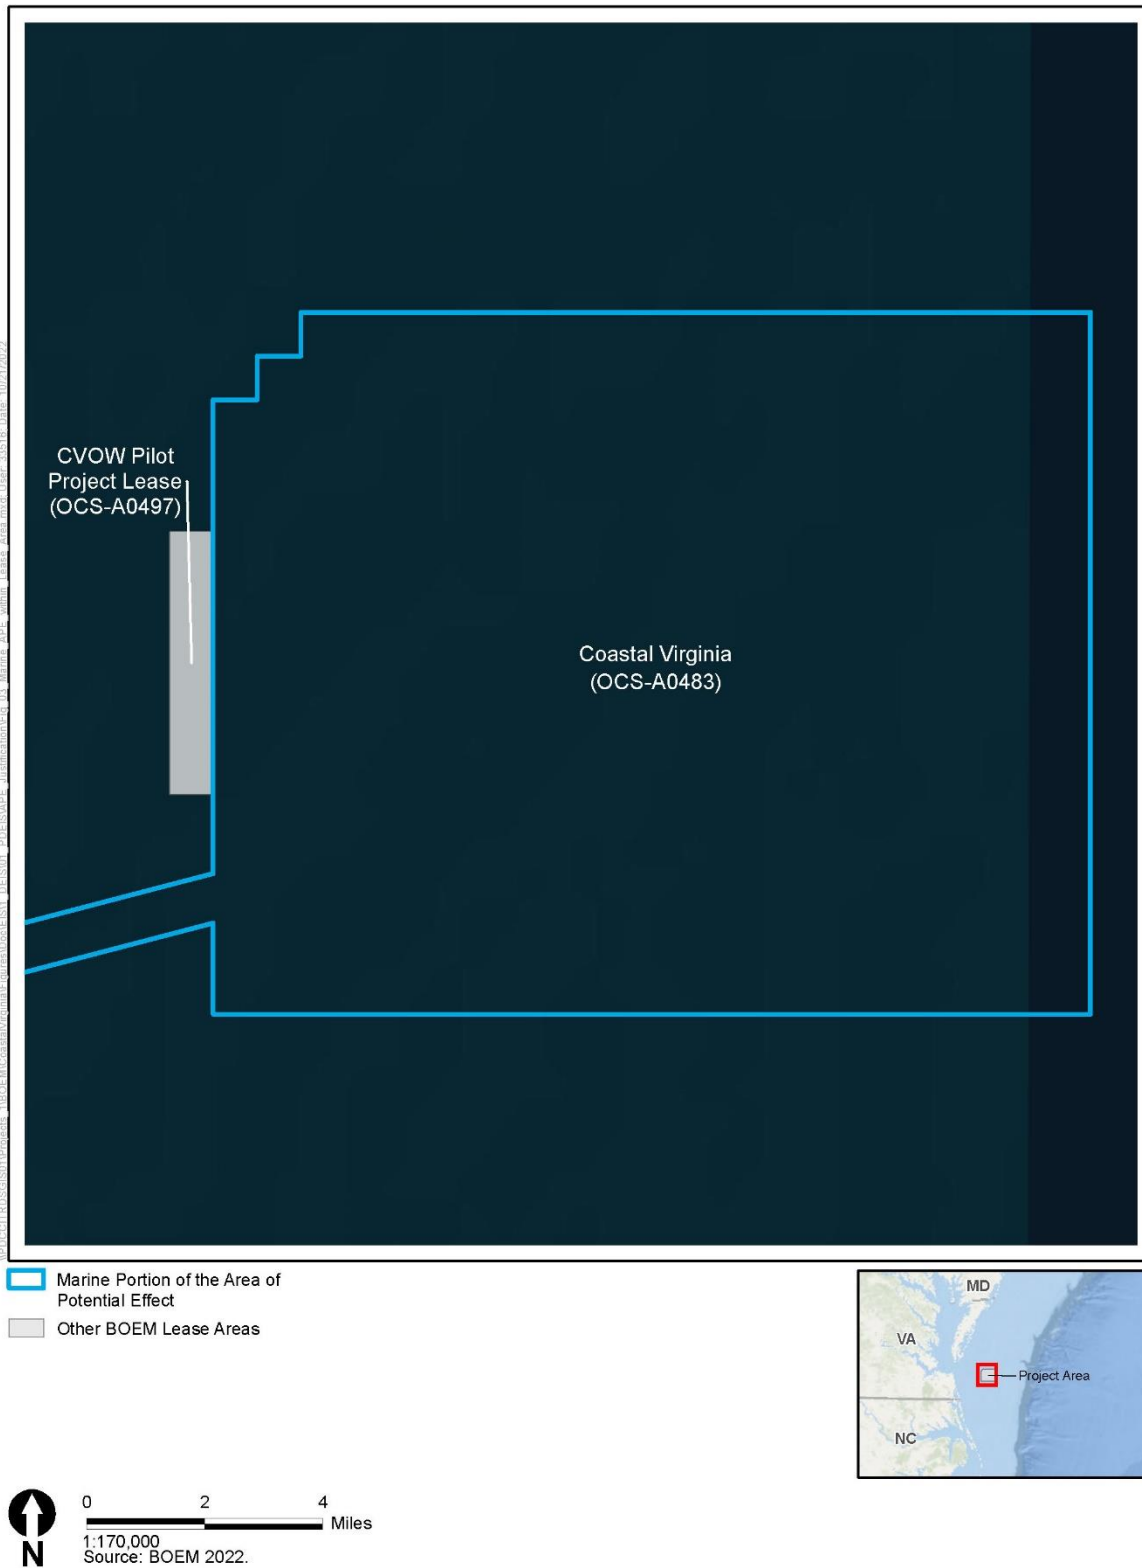 CVOW Pilot
Project Lease
(OCS-A0497)
Coastal Virginia
(OCS-A0483)
Marine Portion of the Area of
Potential Effect
Other BOEM Lease Areas
MD
VA
Project Area
NC
0 2 4
Miles
1:170,000
Source: BOEM 2022.
N